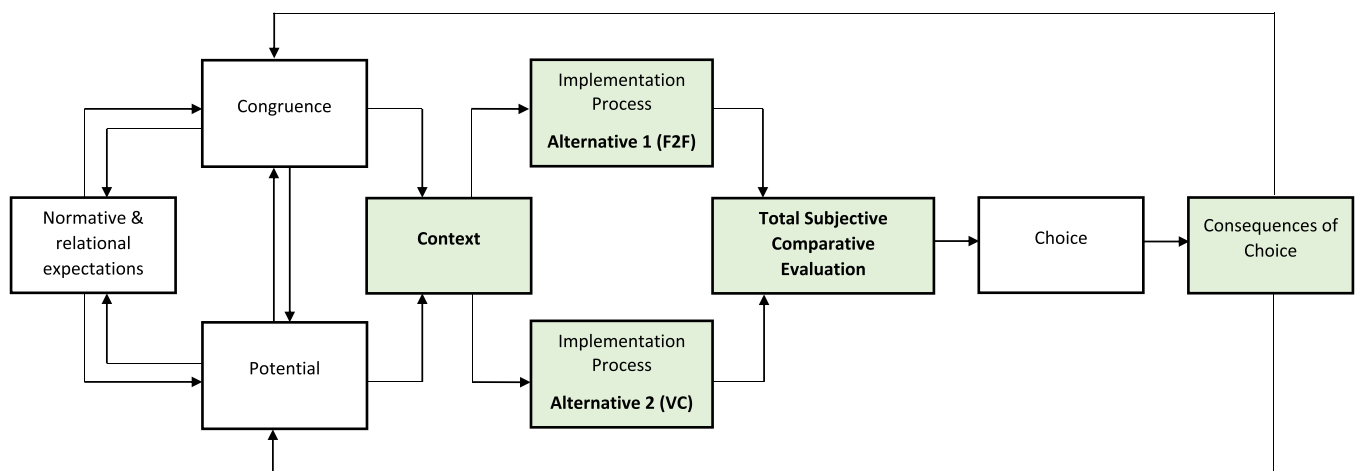 Congruence
Implementation
Process
Alternative 1 (F2F)
Normative &
relational
expectations
Context
Total Subjective
Comparative
Evaluation
Choice
Consequences of
Choice
Potential
Implementation
Process
Alternative 2 (VC)